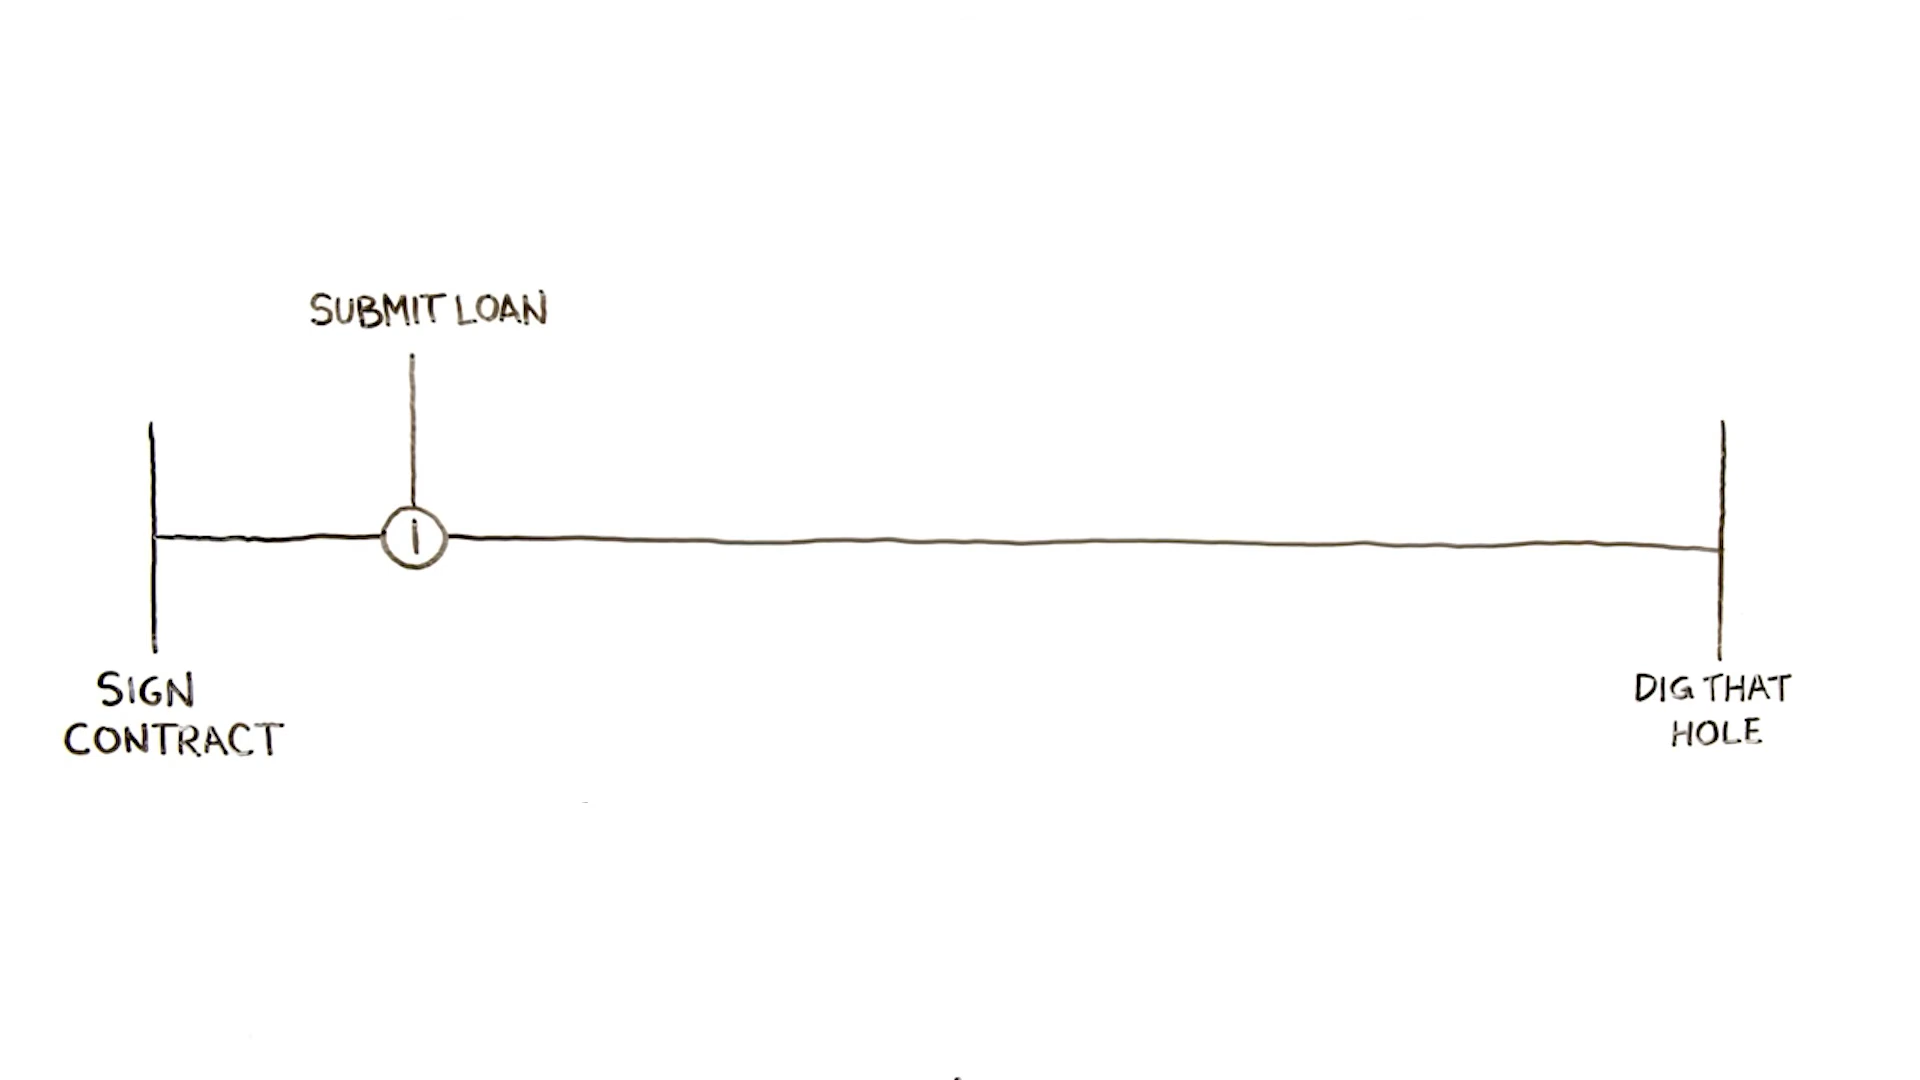 SUBMIT LOAN
1
SIGN
CONTRACT
DIG THAT
HOLE